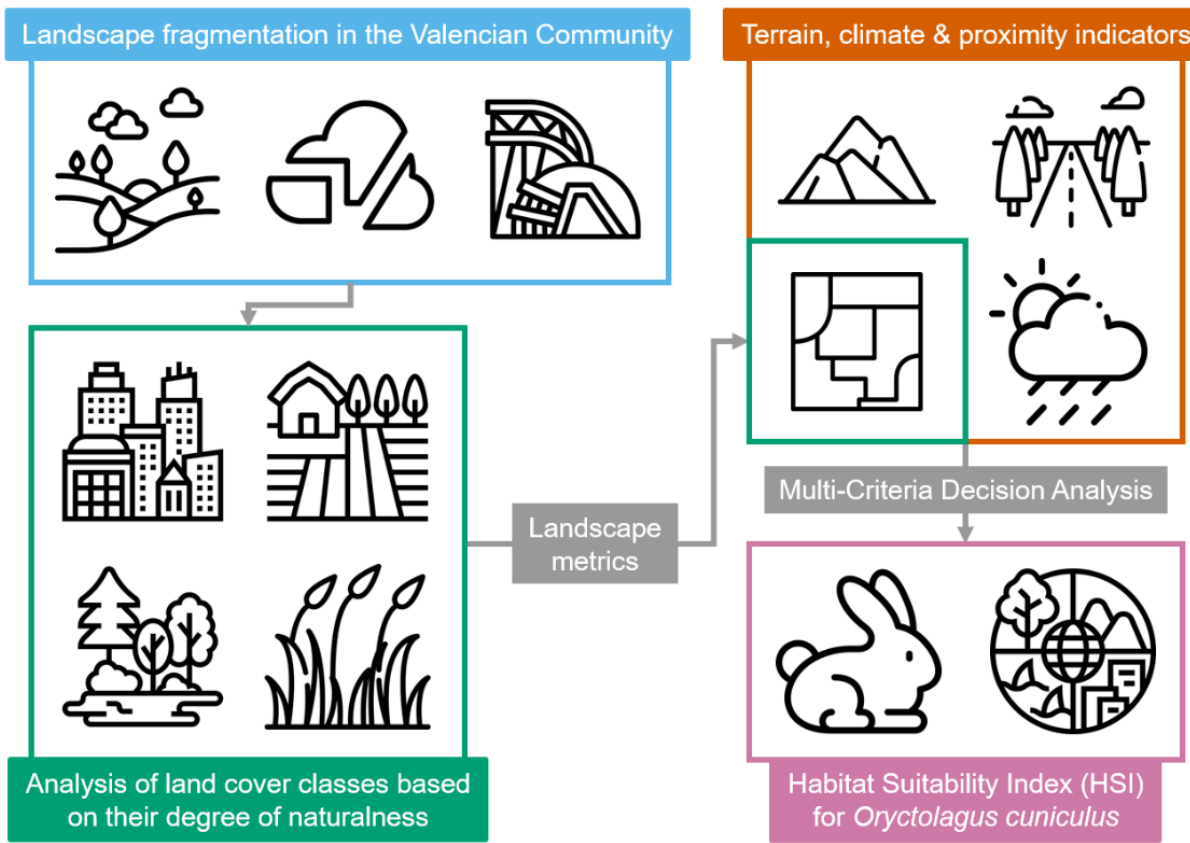 Landscape fragmentation in the Valencian Community
Terrain, climate & proximity indicators
Landscape
metrics
Multi-Criteria Decision Analysis
Analysis of land cover classes based
on their degree of naturalness
Habitat Suitability Index (HSI)
for Oryctolagus cuniculus